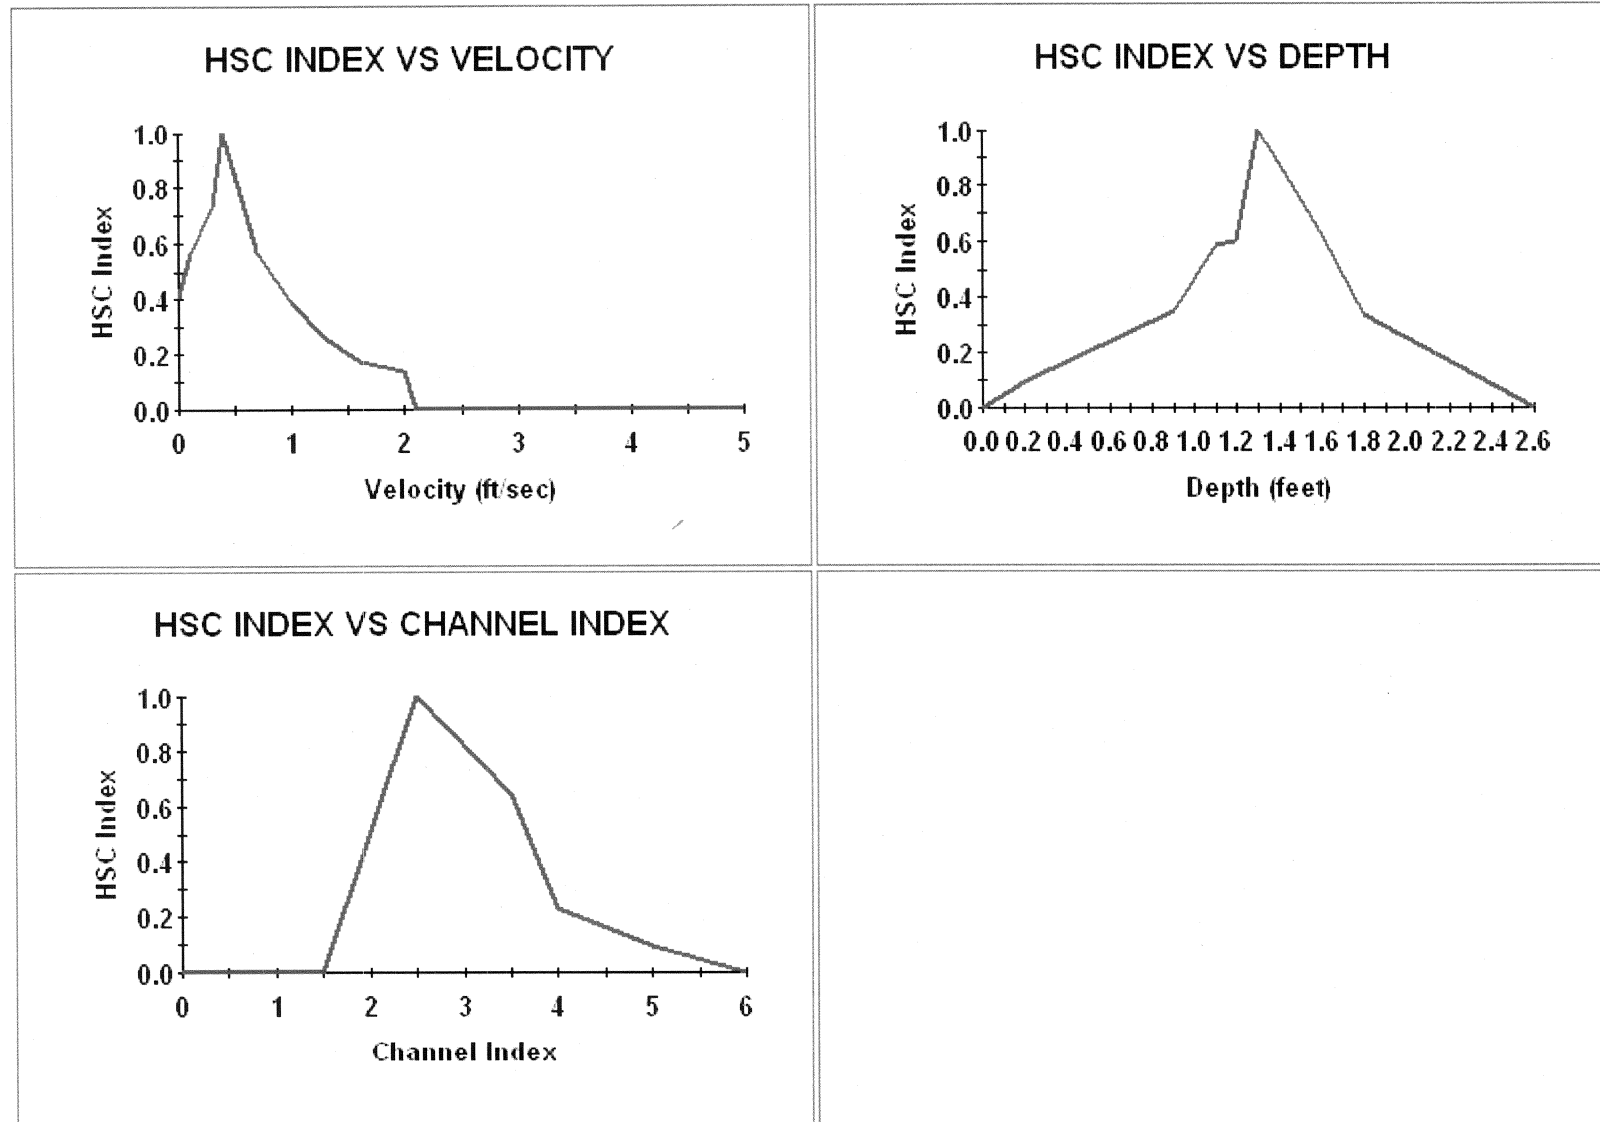 HSC INDEX VS VELOCITY
1.0
0.8
0.6
0.4
0.2
0.0
HSC Index
0 1 2 3 4 5
Velocity (ft/sec)
HSC INDEX VS DEPTH
1.0
0.8
0.6
0.4
0.2
0.0
HSC Index
0.0 0.2 0.4 0.6 0.8 1.0 1.2 1.4 1.6 1.8 2.0 2.2 2.4 2.6
Depth (feet)
HSC INDEX VS CHANNEL INDEX
1.0
0.8
0.6
0.4
0.2
0.0
HSC Index
0 1 2 3 4 5 6
Channel Index